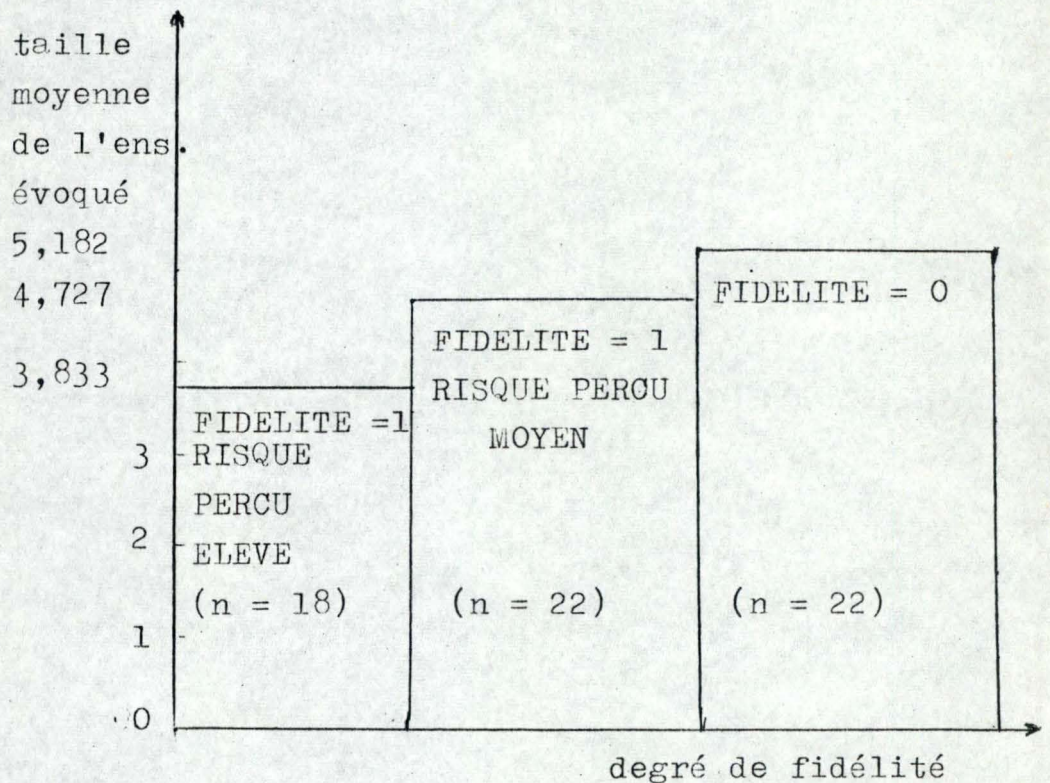 taille
moyenne
de l'ens.
évoqué
5,182
4,727
3,833
3
2
1
0
FIDELITE =1
RISQUE
PERCU
ELEVE
(n = 18)
FIDELITE = 1
RISQUE PERCU
MOYEN
(n = 22)
FIDELITE = 0
(n = 22)
degré de fidélité